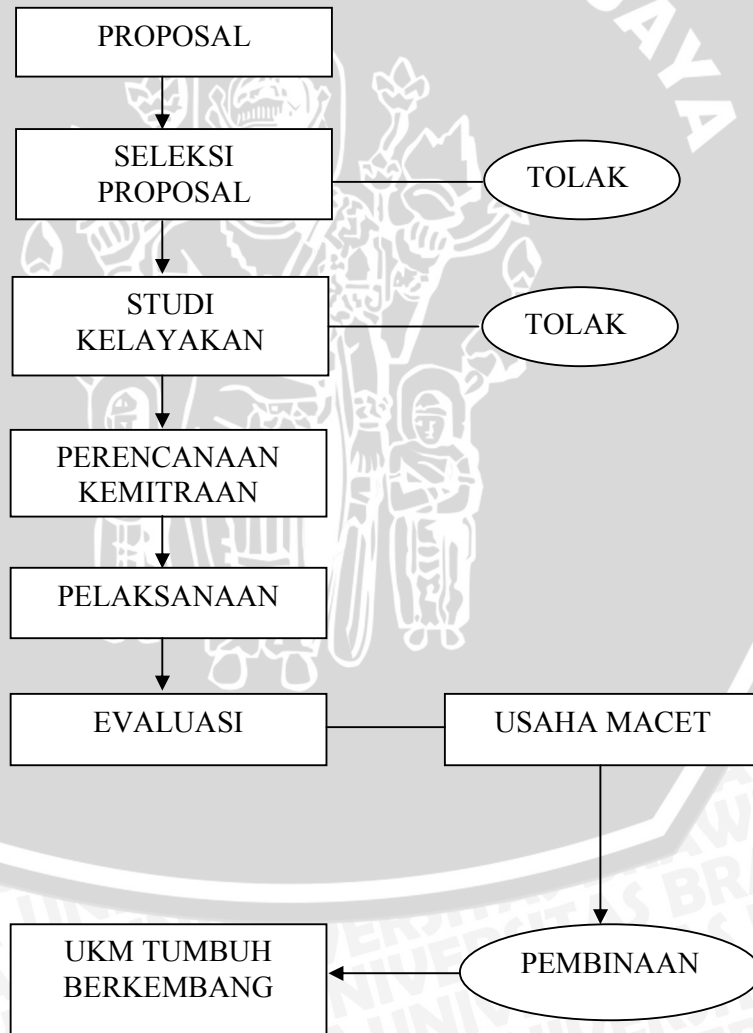 PROPOSAL
SELEKSI
PROPOSAL
TOLAK
STUDI
KELAYAKAN
TOLAK
PERENCANAAN
KEMITRAAN
PELAKSANAAN
EVALUASI
USAHA MACET
UKM TUMBUH
BERKEMBANG
PEMBINAAN